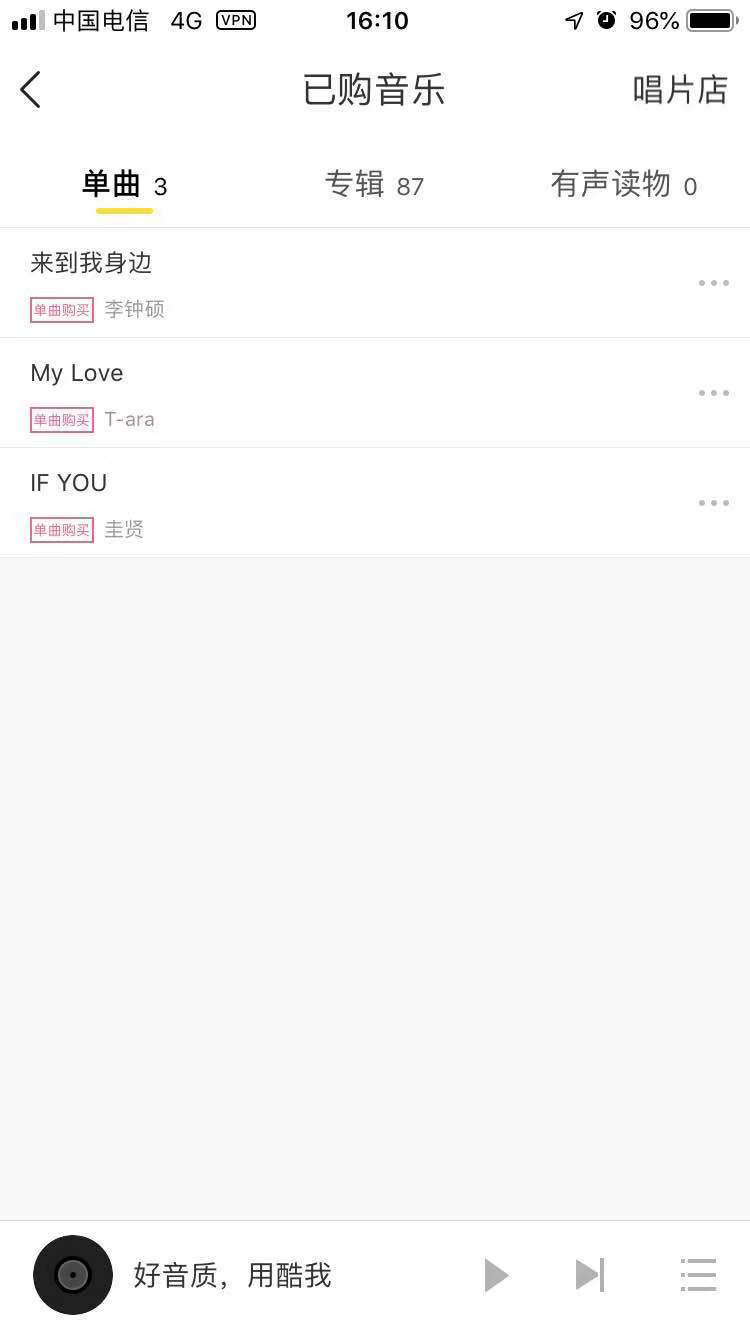 中国电信 4G VPN 16:10 96%
已购音乐 唱片店
单曲 3 专辑 87 有声读物 0
来到我身边
单曲购买 李钟硕
My Love
单曲购买 T-ara
IF YOU
单曲购买 圭贤
好音质，用酷我